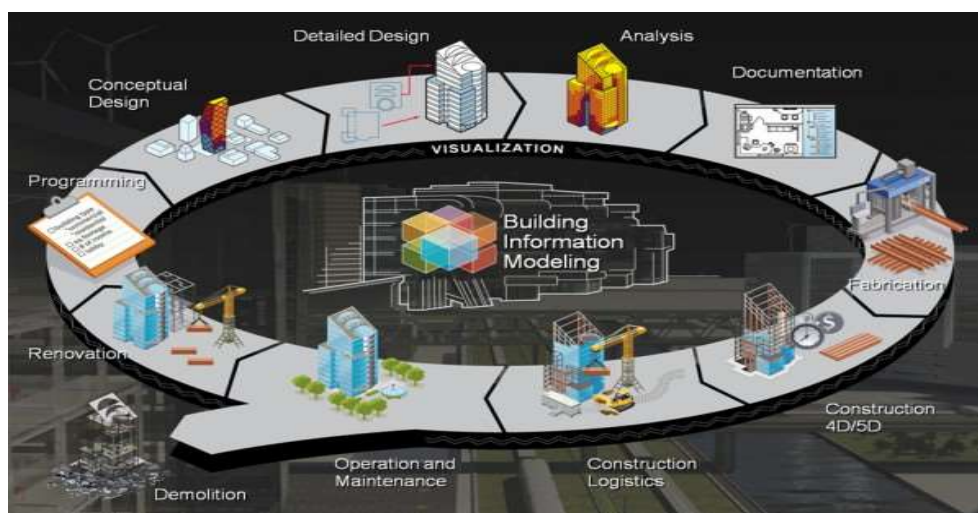 Detailed Design
Analysis
Conceptual
Design
Documentation
VISUALIZATION
Programming
Building
Information
Modeling
Fabrication
Renovation
Construction
4D/5D
Operation and
Maintenance
Construction
Logistics
Demolition
$